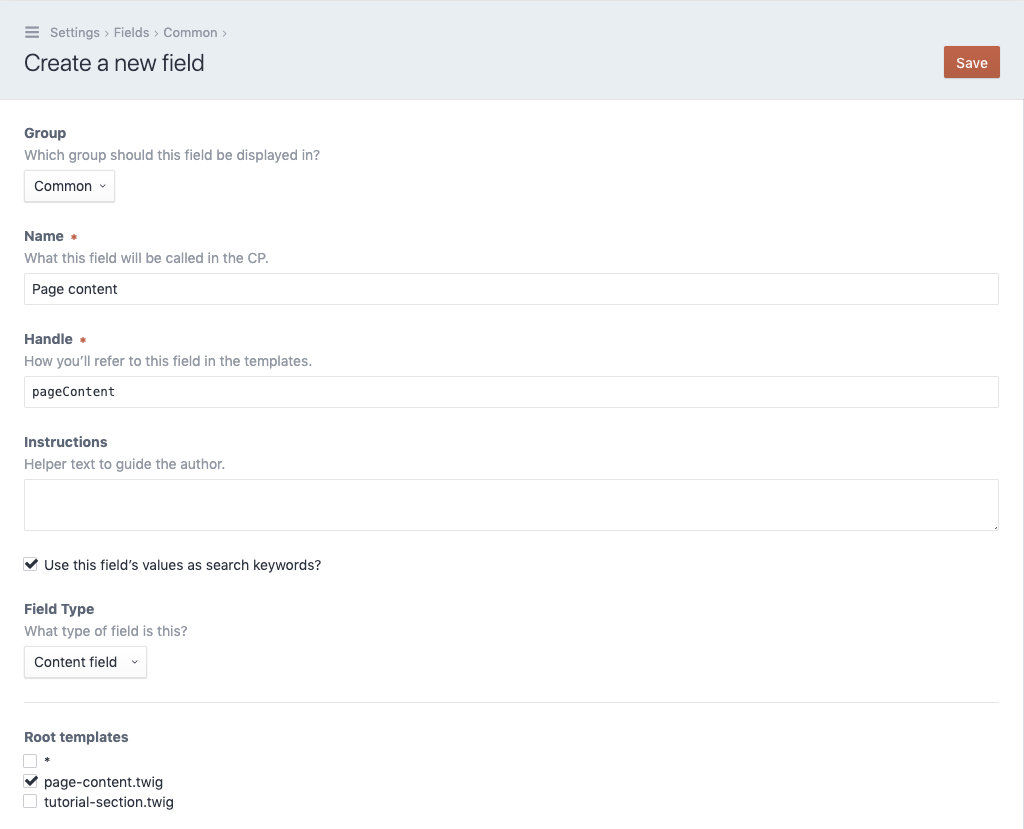 Settings › Fields › Common ›
Create a new field
Save
Group
Which group should this field be displayed in?
Common
Name *
What this field will be called in the CP.
Page content
Handle *
How you’ll refer to this field in the templates.
pageContent
Instructions
Helper text to guide the author.
Use this field’s values as search keywords?
Field Type
What type of field is this?
Content field
Root templates
*
page-content.twig
tutorial-section.twig